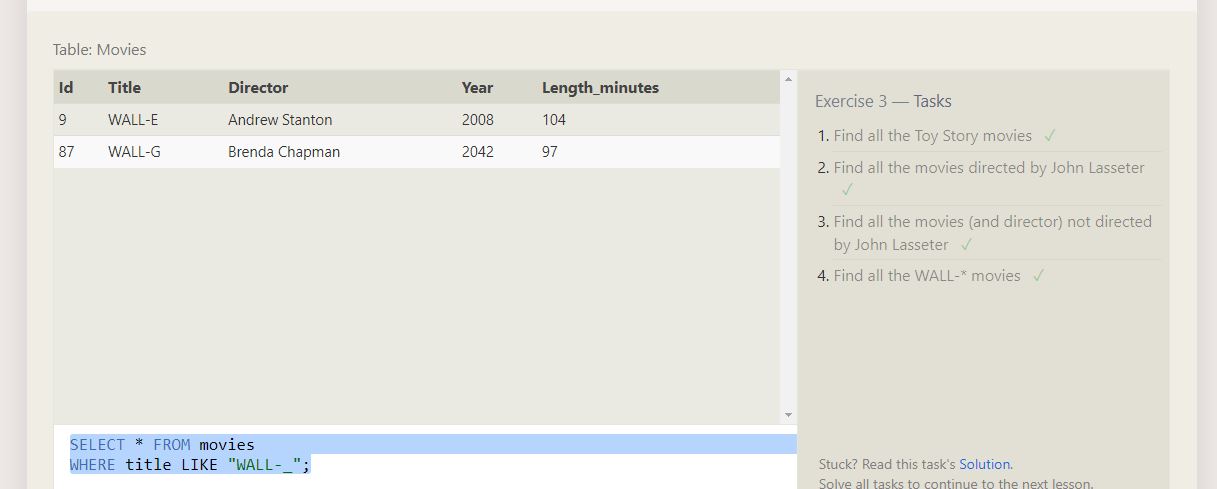 Table: Movies
Id Title Director Year Length_minutes
9 WALL-E Andrew Stanton 2008 104
87 WALL-G Brenda Chapman 2042 97
SELECT * FROM movies
WHERE title LIKE "WALL-_";
Exercise 3 — Tasks
1. Find all the Toy Story movies ✓
2. Find all the movies directed by John Lasseter
✓
3. Find all the movies (and director) not directed
by John Lasseter ✓
4. Find all the WALL-* movies ✓
Stuck? Read this task's Solution.
Solve all tasks to continue to the next lesson.